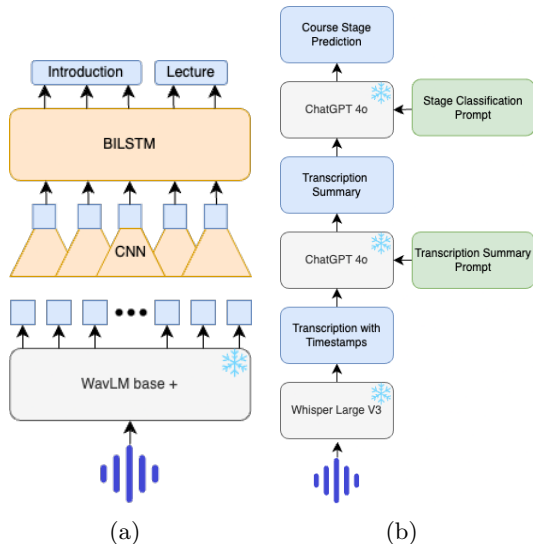 Introduction
Lecture
BILSTM
CNN
WavLM base +
(a)
Course Stage
Prediction
ChatGPT 4o
Stage Classification
Prompt
Transcription
Summary
ChatGPT 4o
Transcription Summary
Prompt
Transcription with
Timestamps
Whisper Large V3
(b)